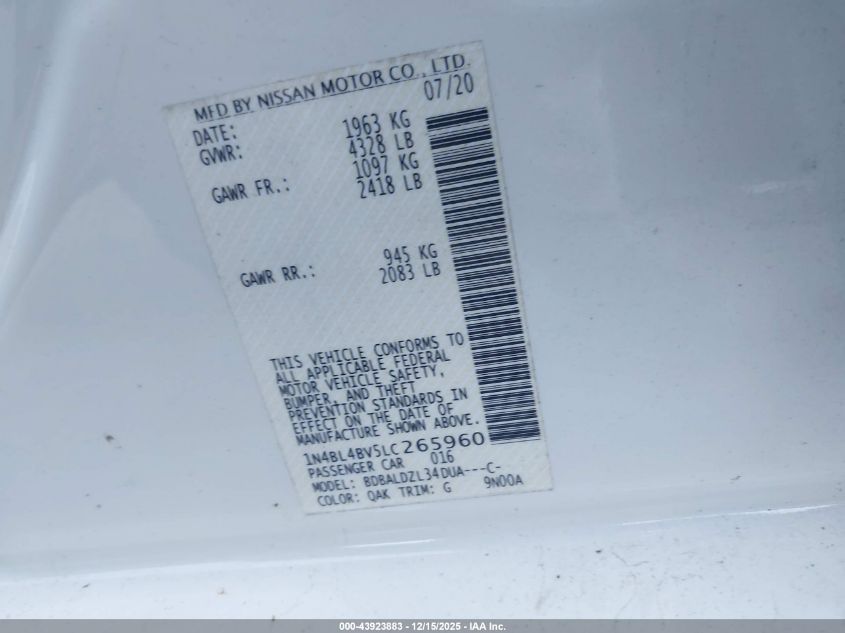 MFD BY NISSAN MOTOR CO., LTD.
DATE: 07/20
GVWR: 1963 KG
4328 LB
GAWR FR.: 1097 KG
2418 LB
GAWR RR.: 945 KG
2083 LB
THIS VEHICLE CONFORMS TO
ALL APPLICABLE FEDERAL
MOTOR VEHICLE SAFETY,
BUMPER, AND THEFT
PREVENTION STANDARDS IN
EFFECT ON THE DATE OF
MANUFACTURE SHOWN ABOVE.
1N4BL4BV5LC265960
PASSENGER CAR 016
MODEL: BDBALDZL34DUA---C-
COLOR: QAK TRIM: G 9N00A
000-43923883 - 12/15/2025 - IAA Inc.